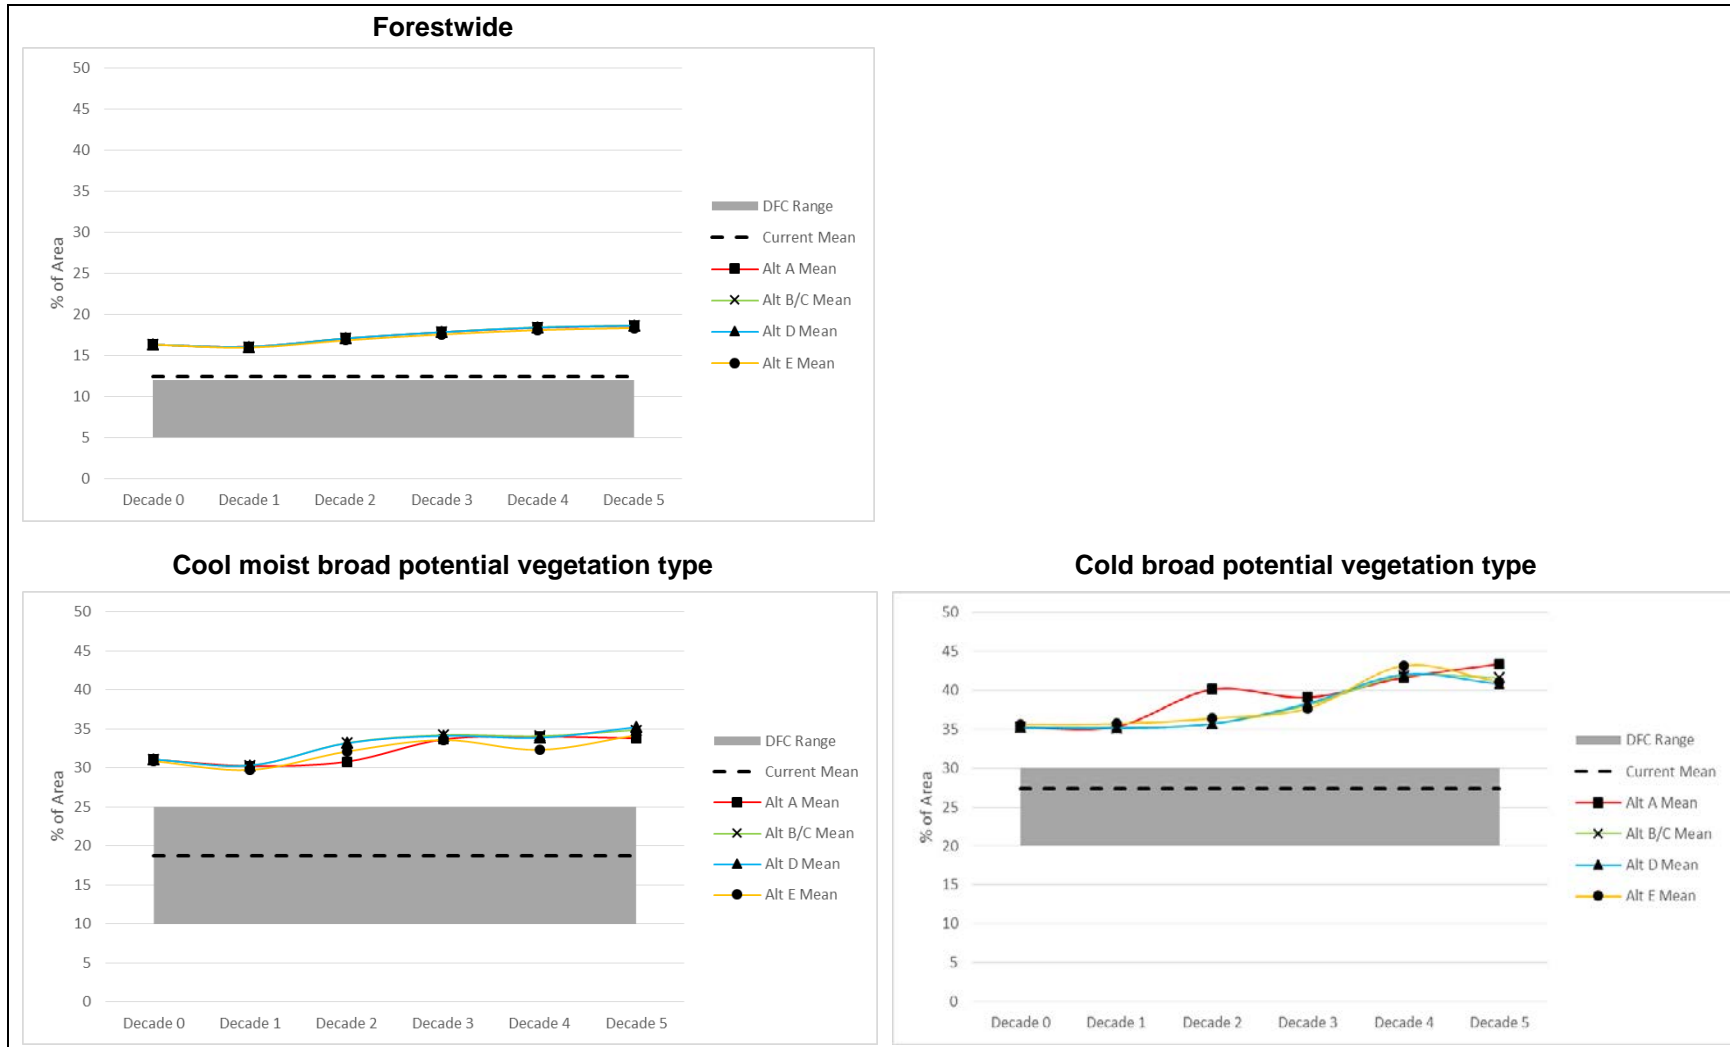 Forestwide
50
45
40
35
30
25
20
15
10
5
0
% of Area
Decade 0 Decade 1 Decade 2 Decade 3 Decade 4 Decade 5
DFC Range
Current Mean
Alt A Mean
Alt B/C Mean
Alt D Mean
Alt E Mean
Cool moist broad potential vegetation type
50
45
40
35
30
25
20
15
10
5
0
% of Area
Decade 0 Decade 1 Decade 2 Decade 3 Decade 4 Decade 5
DFC Range
Current Mean
Alt A Mean
Alt B/C Mean
Alt D Mean
Alt E Mean
Cold broad potential vegetation type
50
45
40
35
30
25
20
15
10
5
0
% of Area
Decade 0 Decade 1 Decade 2 Decade 3 Decade 4 Decade 5
DFC Range
Current Mean
Alt A Mean
Alt B/C Mean
Alt D Mean
Alt E Mean